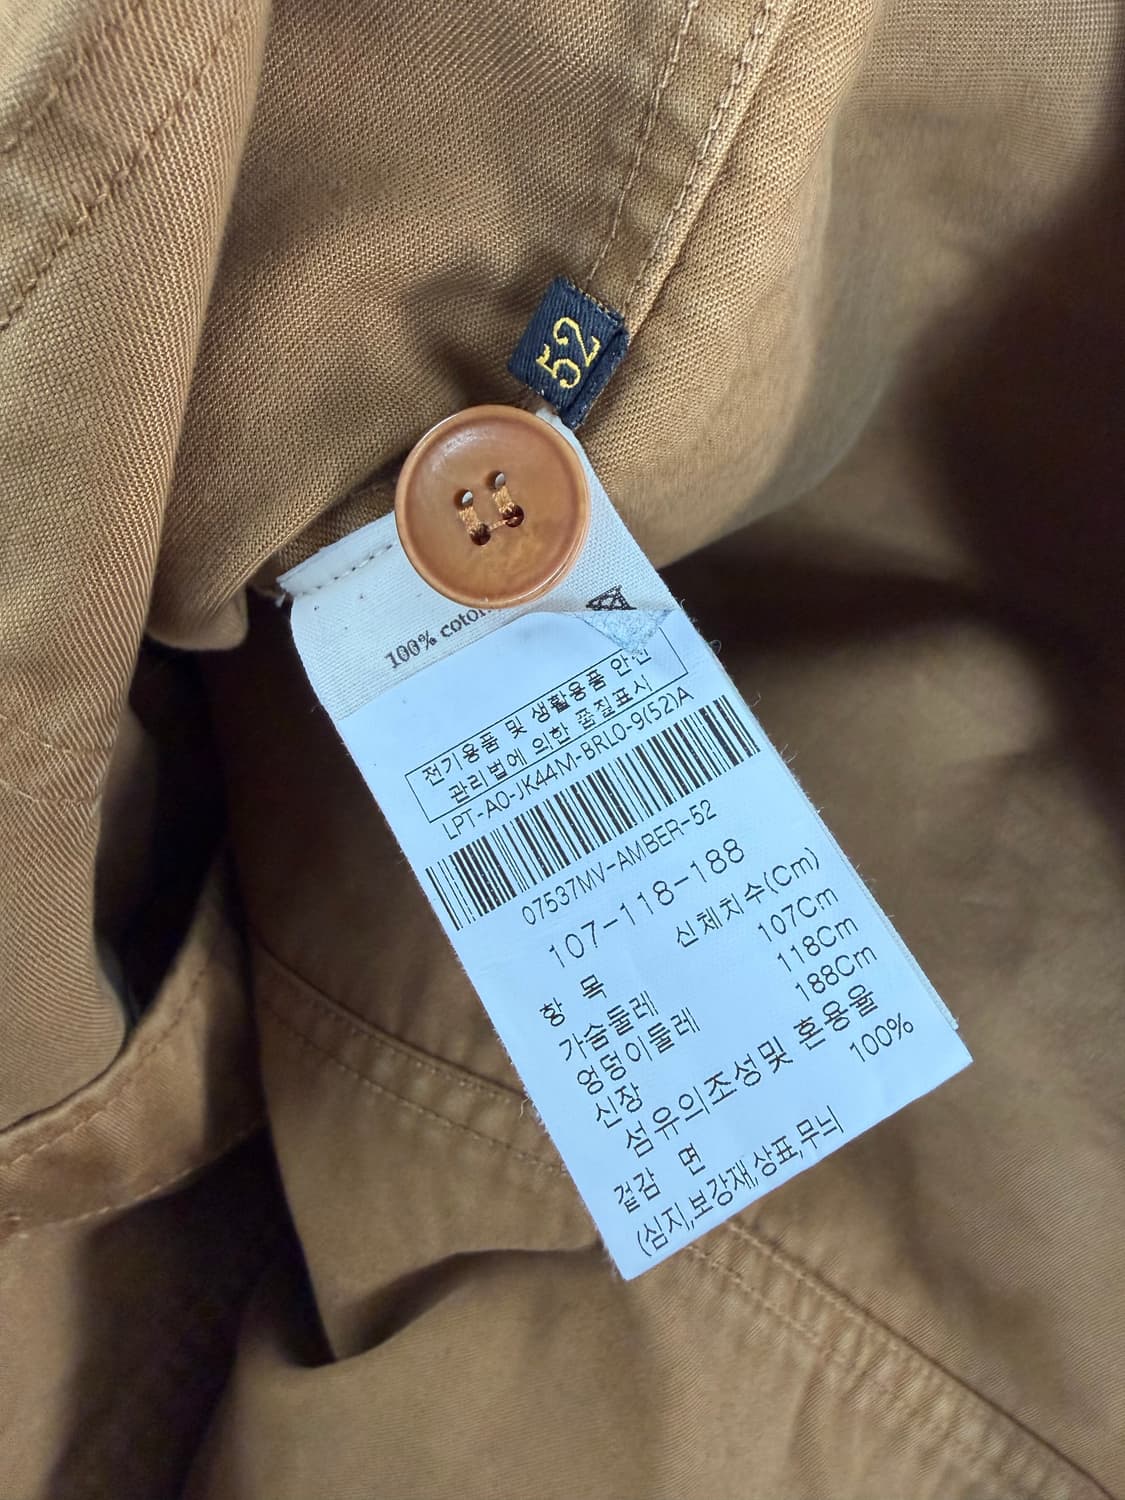 52
100% coton
전기용품 및 생활용품 안전
관리법에 의한 품질표시
LPT-A0-JK44M-BRL0-9(52)A
07537MV-AMBER-52
107-118-188
항 목 신체치수(Cm)
가슴둘레 107Cm
엉덩이둘레 118Cm
신장 188Cm
섬유의조성및 혼용율
겉감 면 100%
(심지,보강재,상표,무늬